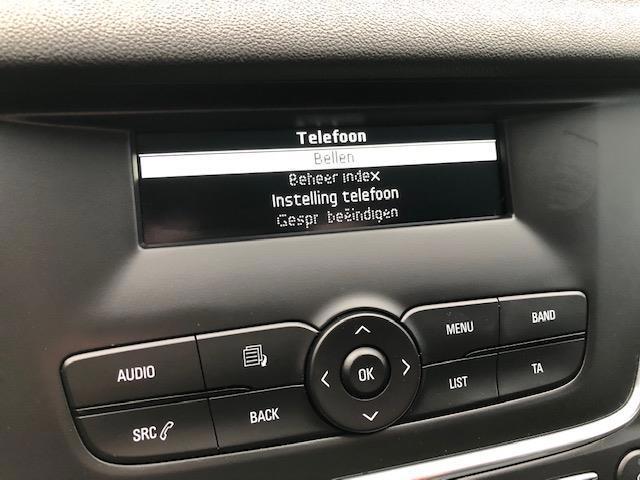 Telefoon
Bellen
Beheer index
Instelling telefoon
Gespr beëindigen
AUDIO
MENU
BAND
OK
SRC
BACK
LIST
TA